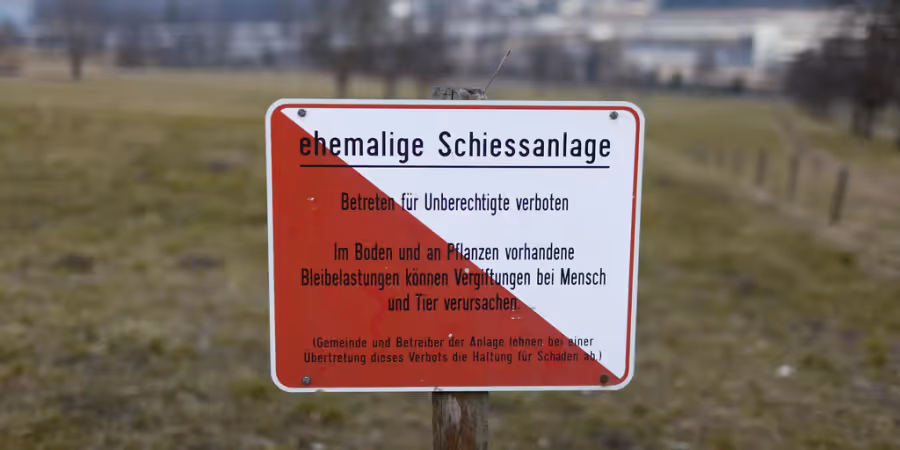 ehemalige Schiessanlage
Betreten für Unberechtigte verboten
Im Boden und an Pflanzen vorhandene
Bleibelastungen können Vergiftungen bei Mensch
und Tier verursachen.
(Gemeinde und Betreiber der Anlage lehnen bei einer
Übertretung dieses Verbots die Haftung für Schäden ab.)